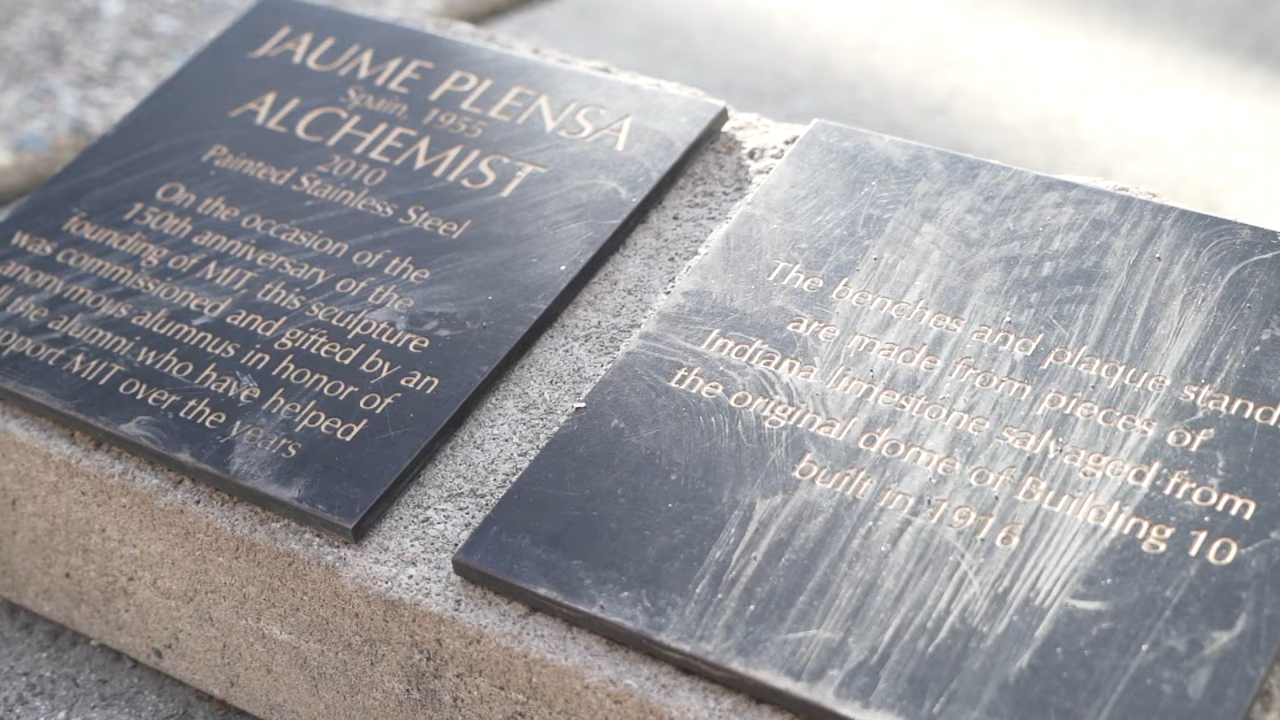 JAUME PLENSA
Spain, 1955
ALCHEMIST
2010
Painted Stainless Steel
On the occasion of the
150th anniversary of the
founding of MIT, this sculpture
was commissioned and gifted by an
anonymous alumnus in honor of
the alumni who have helped
support MIT over the years
The benches and plaque stand
are made from pieces of
Indiana limestone salvaged from
the original dome of Building 10
built in 1916